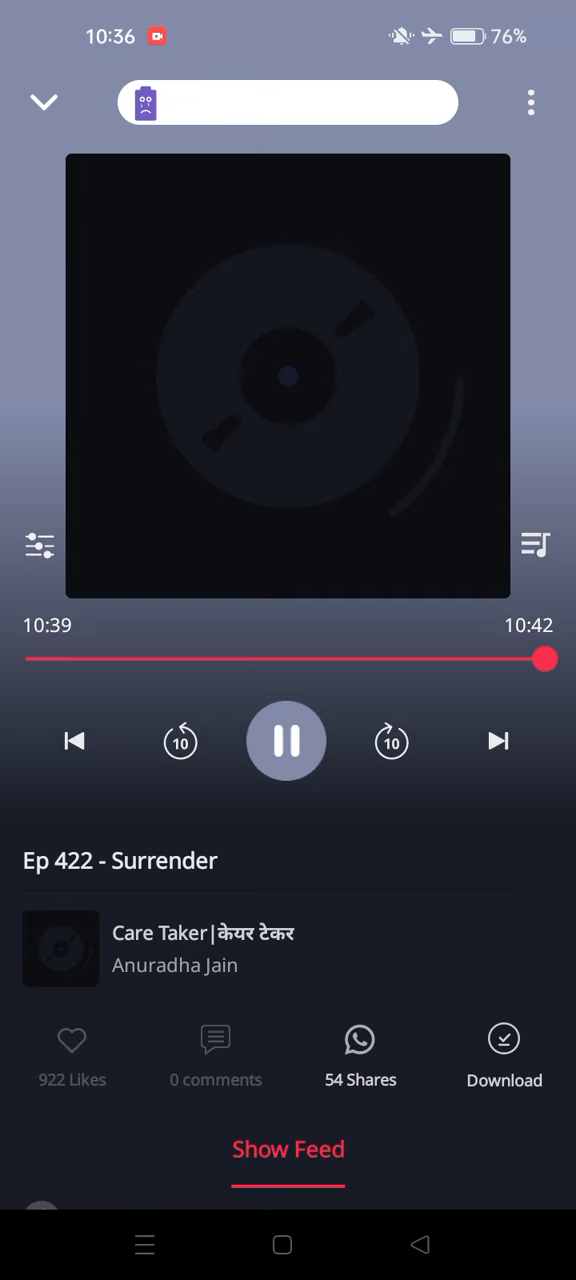 10:36
76%
10:39
10:42
10
10
Ep 422 - Surrender
Care Taker|केयर टेकर
Anuradha Jain
922 Likes
0 comments
54 Shares
Download
Show Feed